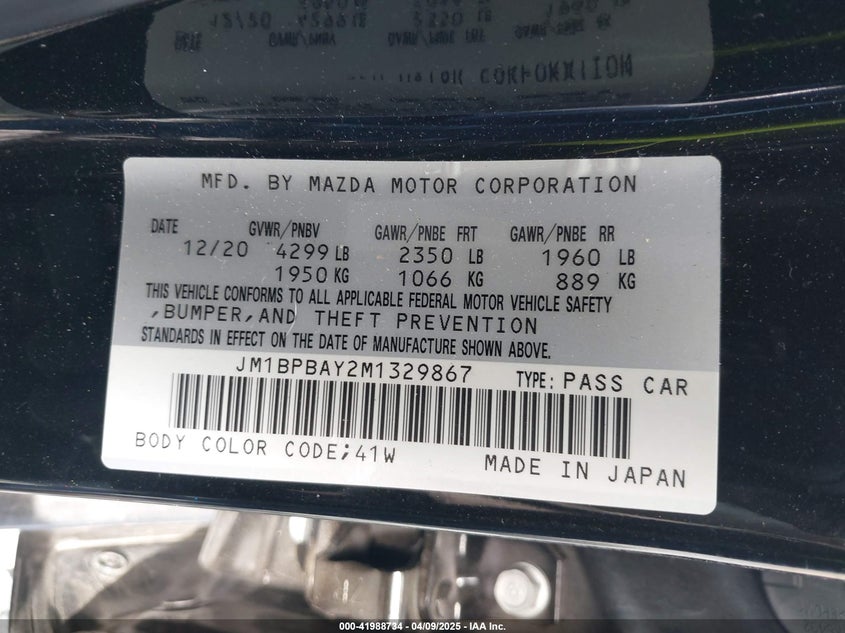 MFD. BY MAZDA MOTOR CORPORATION
DATE GVWR/PNBV GAWR/PNBE FRT GAWR/PNBE RR
12/20 4299 LB 2350 LB 1960 LB
1950 KG 1066 KG 889 KG
THIS VEHICLE CONFORMS TO ALL APPLICABLE FEDERAL MOTOR VEHICLE SAFETY
,BUMPER,AND THEFT PREVENTION
STANDARDS IN EFFECT ON THE DATE OF MANUFACTURE SHOWN ABOVE.
JM1BPBAY2M1329867 TYPE: PASS CAR
BODY COLOR CODE;41W MADE IN JAPAN
000-41988734 - 04/09/2025 - IAA Inc.